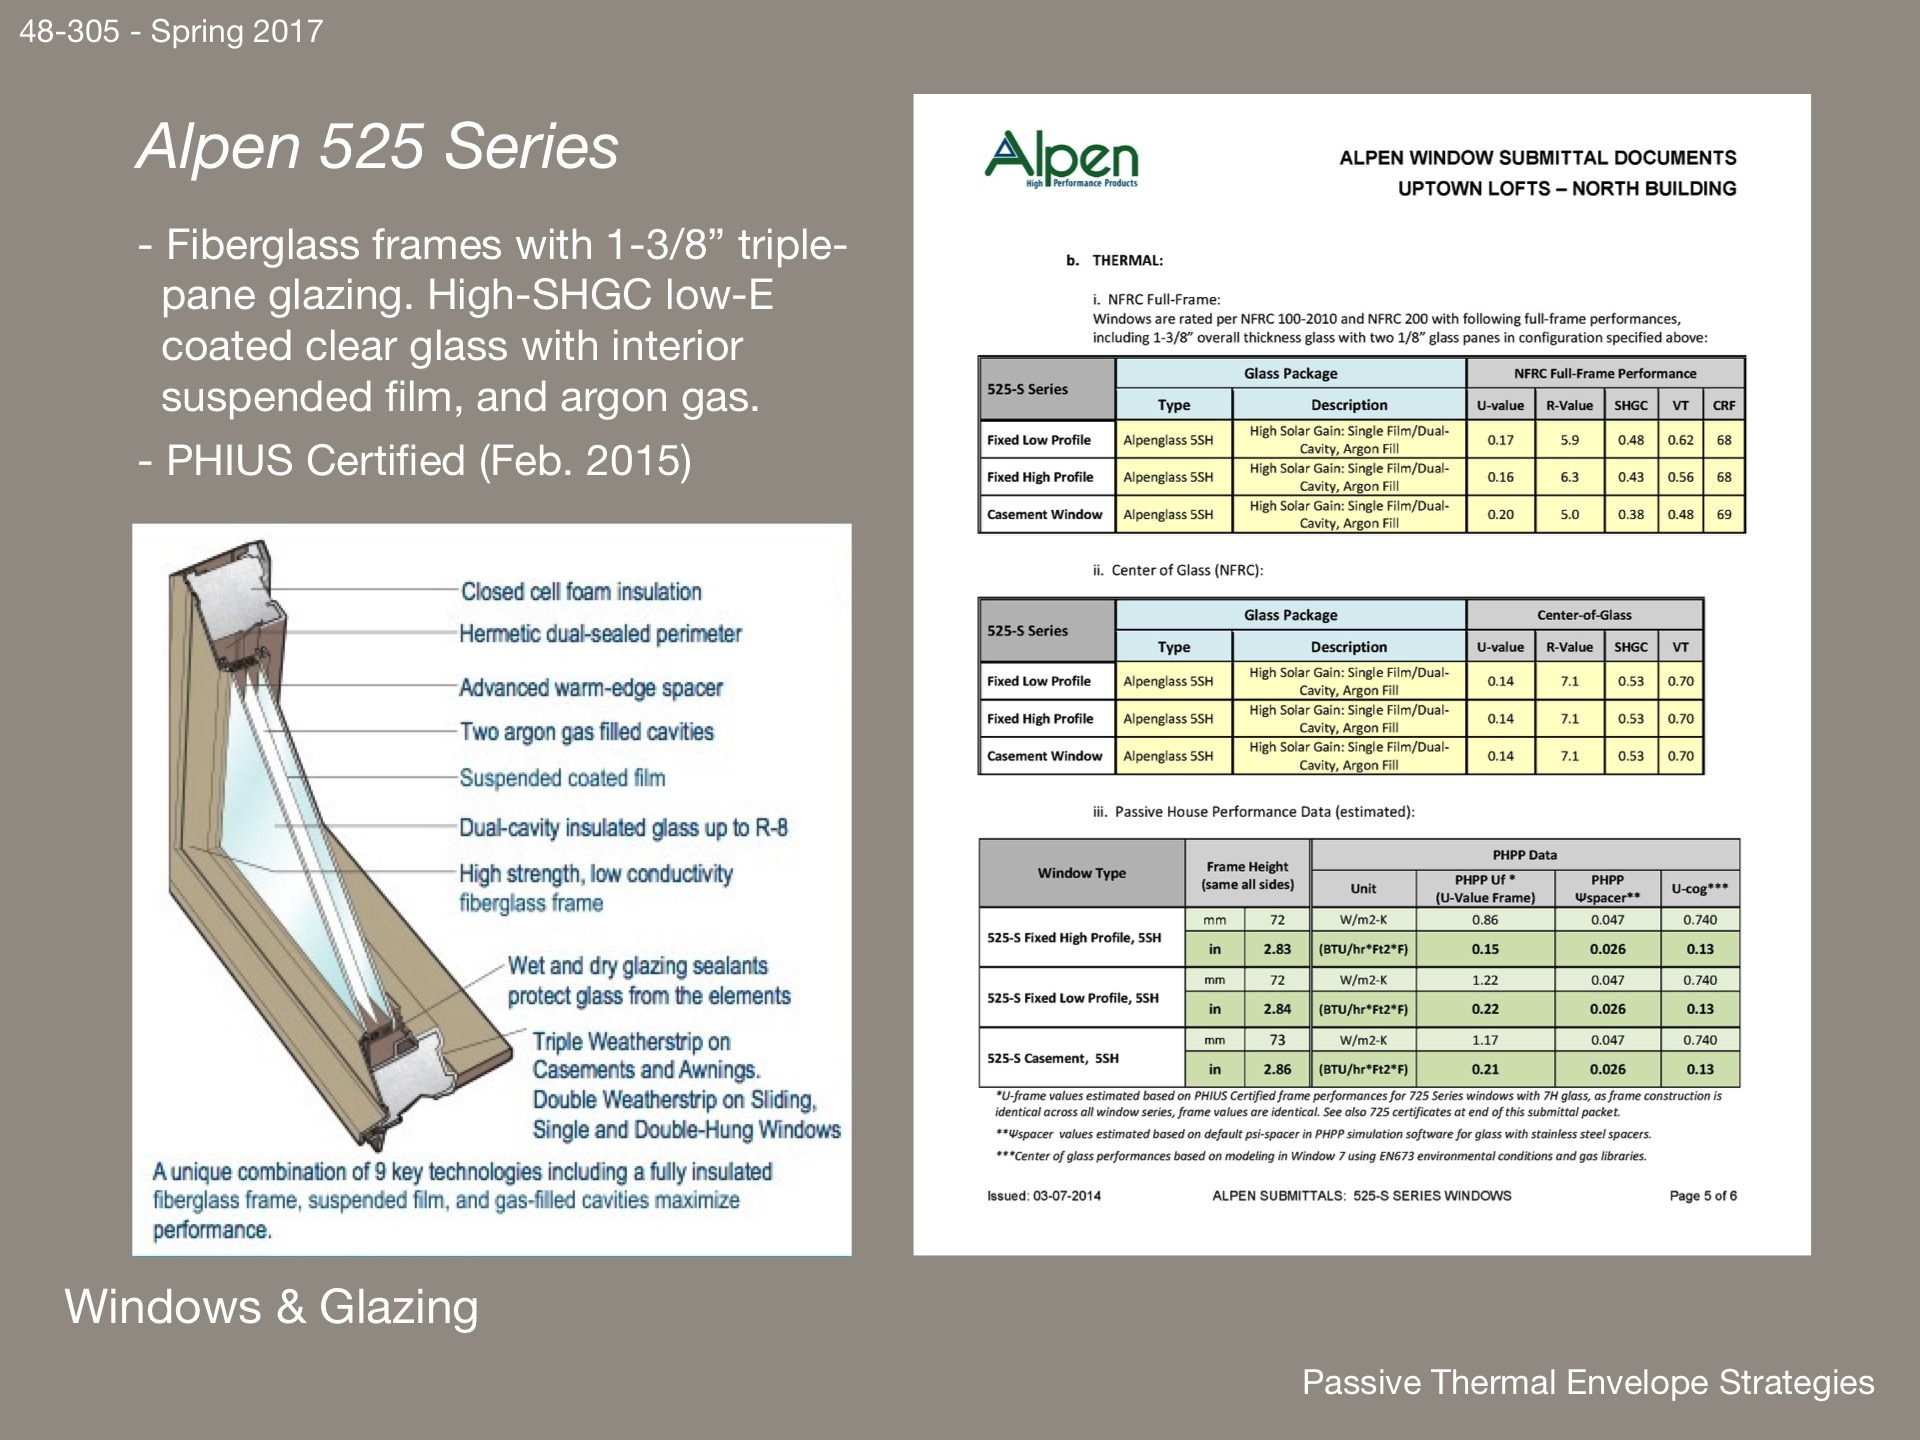 48-305 - Spring 2017
Alpen 525 Series
- Fiberglass frames with 1-3/8” triple-
pane glazing. High-SHGC low-E
coated clear glass with interior
suspended film, and argon gas.
- PHIUS Certified (Feb. 2015)
Closed cell foam insulation
Hermetic dual-sealed perimeter
Advanced warm-edge spacer
Two argon gas filled cavities
Suspended coated film
Dual-cavity insulated glass up to R-8
High strength, low conductivity
fiberglass frame
Wet and dry glazing sealants
protect glass from the elements
Triple Weatherstrip on
Casements and Awnings.
Double Weatherstrip on Sliding,
Single and Double-Hung Windows
A unique combination of 9 key technologies including a fully insulated
fiberglass frame, suspended film, and gas-filled cavities maximize
performance.
Alpen
High Performance Products
ALPEN WINDOW SUBMITTAL DOCUMENTS
UPTOWN LOFTS – NORTH BUILDING
b. THERMAL:
i. NFRC Full-Frame:
Windows are rated per NFRC 100-2010 and NFRC 200 with following full-frame performances,
including 1-3/8” overall thickness glass with two 1/8” glass panes in configuration specified above:
525-S Series Glass Package NFRC Full-Frame Performance
Type Description U-value R-Value SHGC VT CRF
Fixed Low Profile Alpenglass 5SH High Solar Gain: Single Film/Dual-
Cavity, Argon Fill 0.17 5.9 0.48 0.62 68
Fixed High Profile Alpenglass 5SH High Solar Gain: Single Film/Dual-
Cavity, Argon Fill 0.16 6.3 0.43 0.56 68
Casement Window Alpenglass 5SH High Solar Gain: Single Film/Dual-
Cavity, Argon Fill 0.20 5.0 0.38 0.48 69
ii. Center of Glass (NFRC):
525-S Series Glass Package Center-of-Glass
Type Description U-value R-Value SHGC VT
Fixed Low Profile Alpenglass 5SH High Solar Gain: Single Film/Dual-
Cavity, Argon Fill 0.14 7.1 0.53 0.70
Fixed High Profile Alpenglass 5SH High Solar Gain: Single Film/Dual-
Cavity, Argon Fill 0.14 7.1 0.53 0.70
Casement Window Alpenglass 5SH High Solar Gain: Single Film/Dual-
Cavity, Argon Fill 0.14 7.1 0.53 0.70
iii. Passive House Performance Data (estimated):
Window Type Frame Height
(same all sides) PHPP Data
Unit PHPP Uf *
(U-Value Frame) PHPP
Ψspacer** U-cog***
525-S Fixed High Profile, 5SH mm 72 W/m2-K 0.86 0.047 0.740
in 2.83 (BTU/hr*Ft2*F) 0.15 0.026 0.13
525-S Fixed Low Profile, 5SH mm 72 W/m2-K 1.22 0.047 0.740
in 2.84 (BTU/hr*Ft2*F) 0.22 0.026 0.13
525-S Casement, 5SH mm 73 W/m2-K 1.17 0.047 0.740
in 2.86 (BTU/hr*Ft2*F) 0.21 0.026 0.13
*U-frame values estimated based on PHIUS Certified frame performances for 725 Series windows with 7H glass, as frame construction is
identical across all window series, frame values are identical. See also 725 certificates at end of this submittal packet.
**Ψspacer values estimated based on default psi-spacer in PHPP simulation software for glass with stainless steel spacers.
***Center of glass performances based on modeling in Window 7 using EN673 environmental conditions and gas libraries.
Issued: 03-07-2014 ALPEN SUBMITTALS: 525-S SERIES WINDOWS Page 5 of 6
Windows & Glazing
Passive Thermal Envelope Strategies